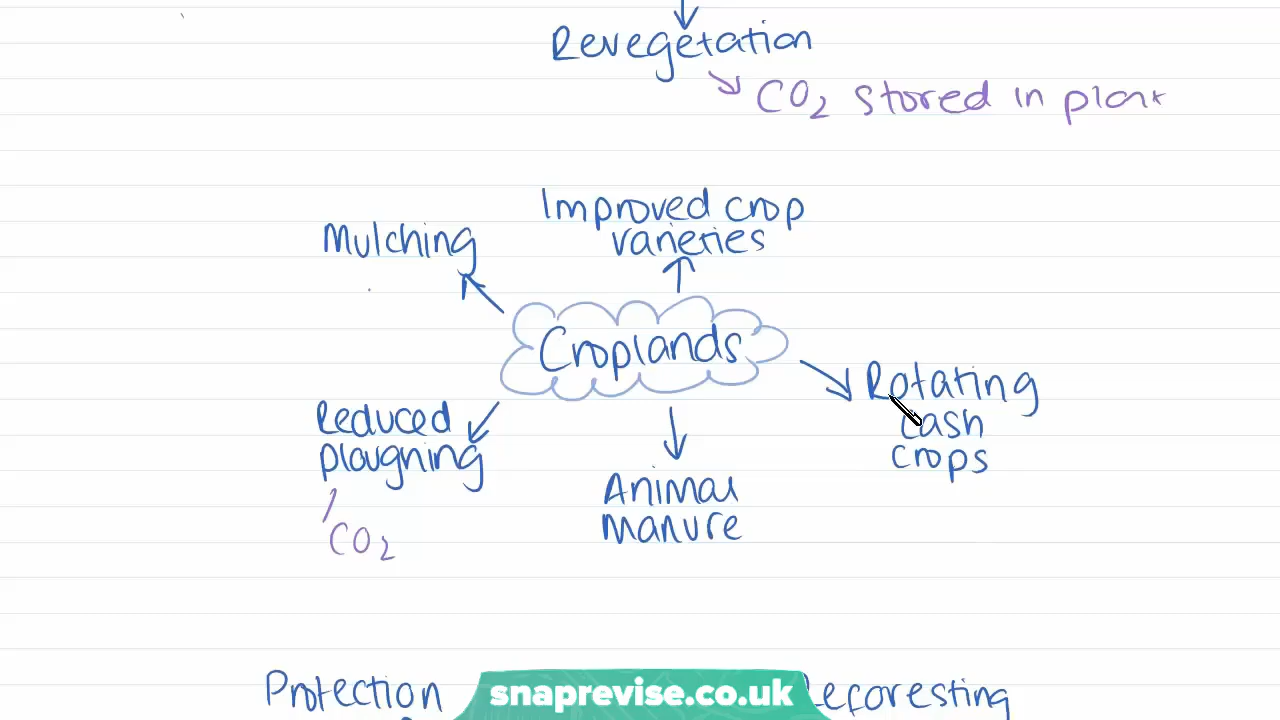 Revegetation
CO2 stored in plant
Improved crop
varieties
Mulching
Croplands
Rotating
cash
crops
Reduced
ploughing
CO2
Animal
manure
Protection
Reforesting
snaprevise.co.uk